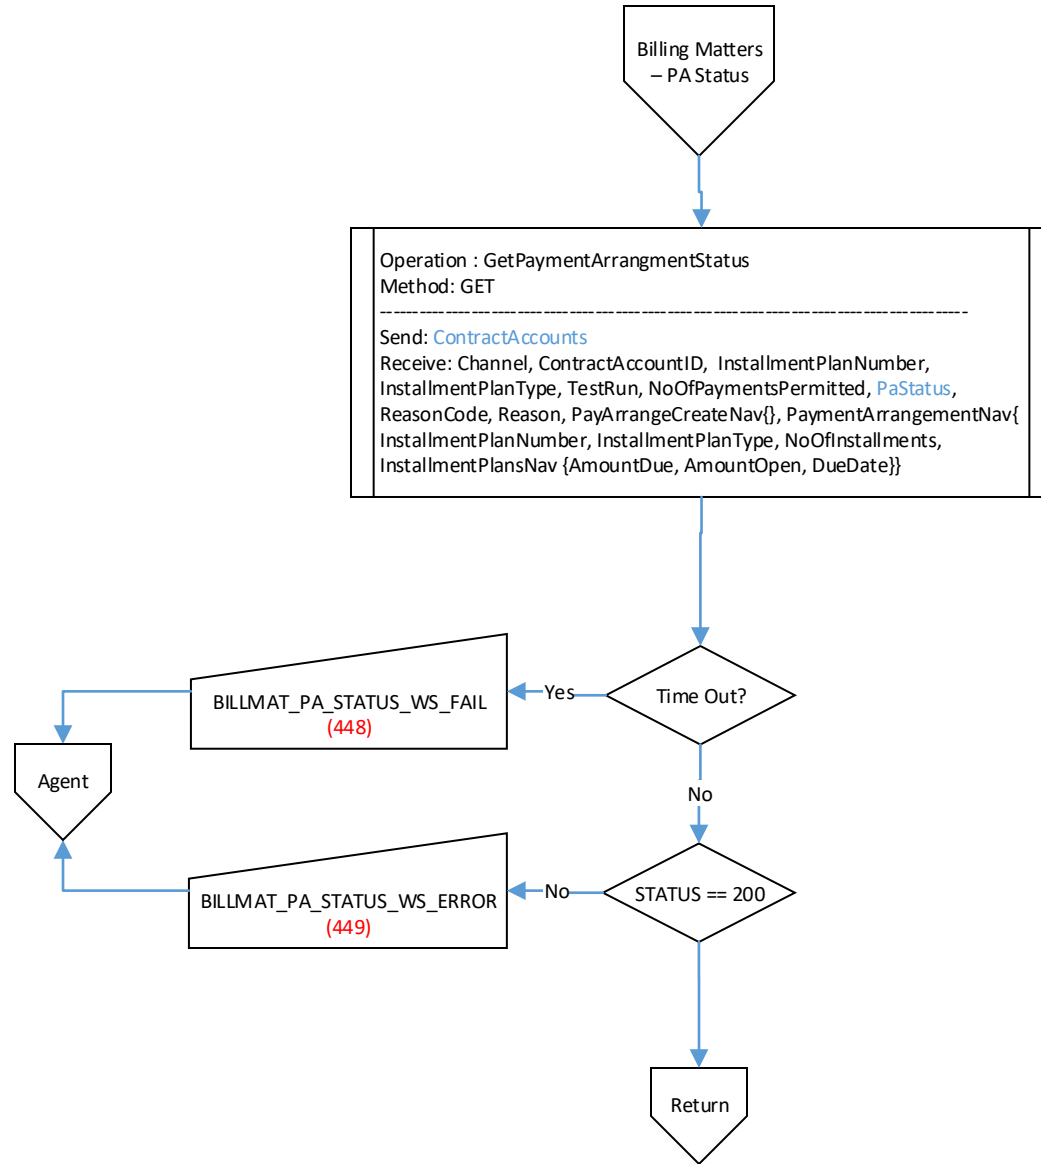 Billing Matters
– PA Status
Operation : GetPaymentArrangmentStatus
Method: GET
------------------------------------------------------------------------------------------
Send: ContractAccounts
Receive: Channel, ContractAccountID, InstallmentPlanNumber,
InstallmentPlanType, TestRun, NoOfPaymentsPermitted, PaStatus,
ReasonCode, Reason, PayArrangeCreateNav{}, PaymentArrangementNav{
InstallmentPlanNumber, InstallmentPlanType, NoOfInstallments,
InstallmentPlansNav {AmountDue, AmountOpen, DueDate}}
Time Out?
Yes
BILLMAT_PA_STATUS_WS_FAIL
(448)
Agent
No
STATUS == 200
No
BILLMAT_PA_STATUS_WS_ERROR
(449)
Return